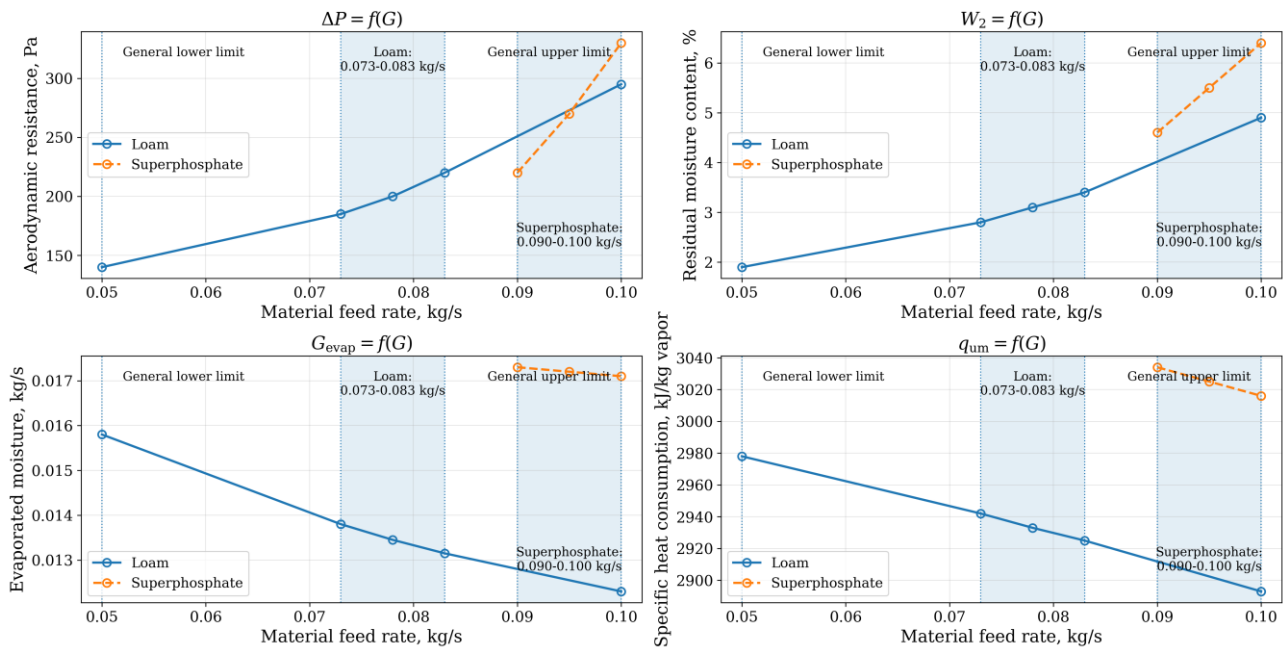 ΔP = f(G)
Aerodynamic resistance, Pa
300
250
200
150
General lower limit
Loam:
0.073-0.083 kg/s
General upper limit
Loam
Superphosphate
Superphosphate:
0.090-0.100 kg/s
0.05 0.06 0.07 0.08 0.09 0.10
Material feed rate, kg/s
W₂ = f(G)
Residual moisture content, %
6
5
4
3
2
General lower limit
Loam:
0.073-0.083 kg/s
General upper limit
Loam
Superphosphate
Superphosphate:
0.090-0.100 kg/s
0.05 0.06 0.07 0.08 0.09 0.10
Material feed rate, kg/s
G_evap = f(G)
Evaporated moisture, kg/s
0.017
0.016
0.015
0.014
0.013
General lower limit
Loam:
0.073-0.083 kg/s
General upper limit
Superphosphate:
0.090-0.100 kg/s
Loam
Superphosphate
0.05 0.06 0.07 0.08 0.09 0.10
Material feed rate, kg/s
q_um = f(G)
Specific heat consumption, kJ/kg vapor
3040
3020
3000
2980
2960
2940
2920
2900
General lower limit
Loam:
0.073-0.083 kg/s
General upper limit
Superphosphate:
0.090-0.100 kg/s
Loam
Superphosphate
0.05 0.06 0.07 0.08 0.09 0.10
Material feed rate, kg/s